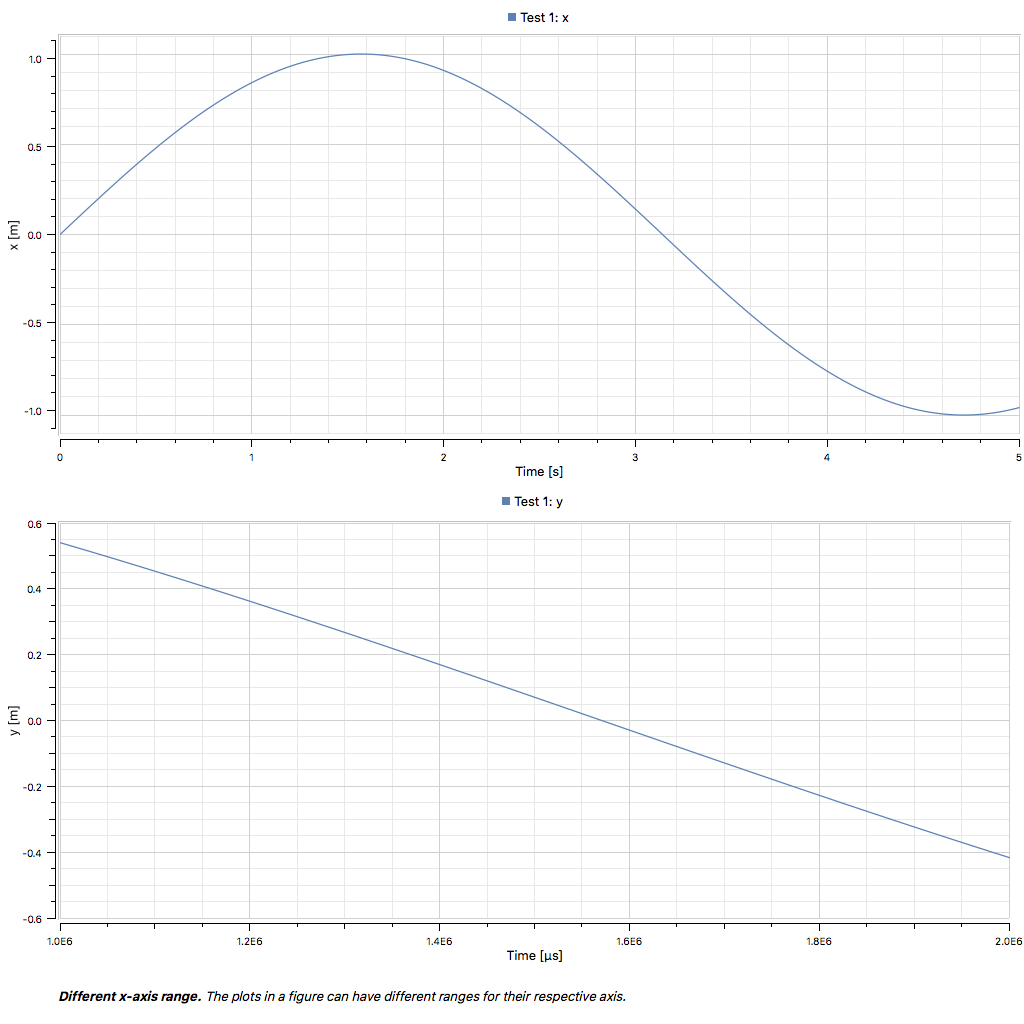 Test 1: x
1.0
0.5
0.0
-0.5
-1.0
x [m]
0 1 2 3 4 5
Time [s]
Test 1: y
0.6
0.4
0.2
0.0
-0.2
-0.4
-0.6
y [m]
1.0E6 1.2E6 1.4E6 1.6E6 1.8E6 2.0E6
Time [μs]
Different x-axis range. The plots in a figure can have different ranges for their respective axis.